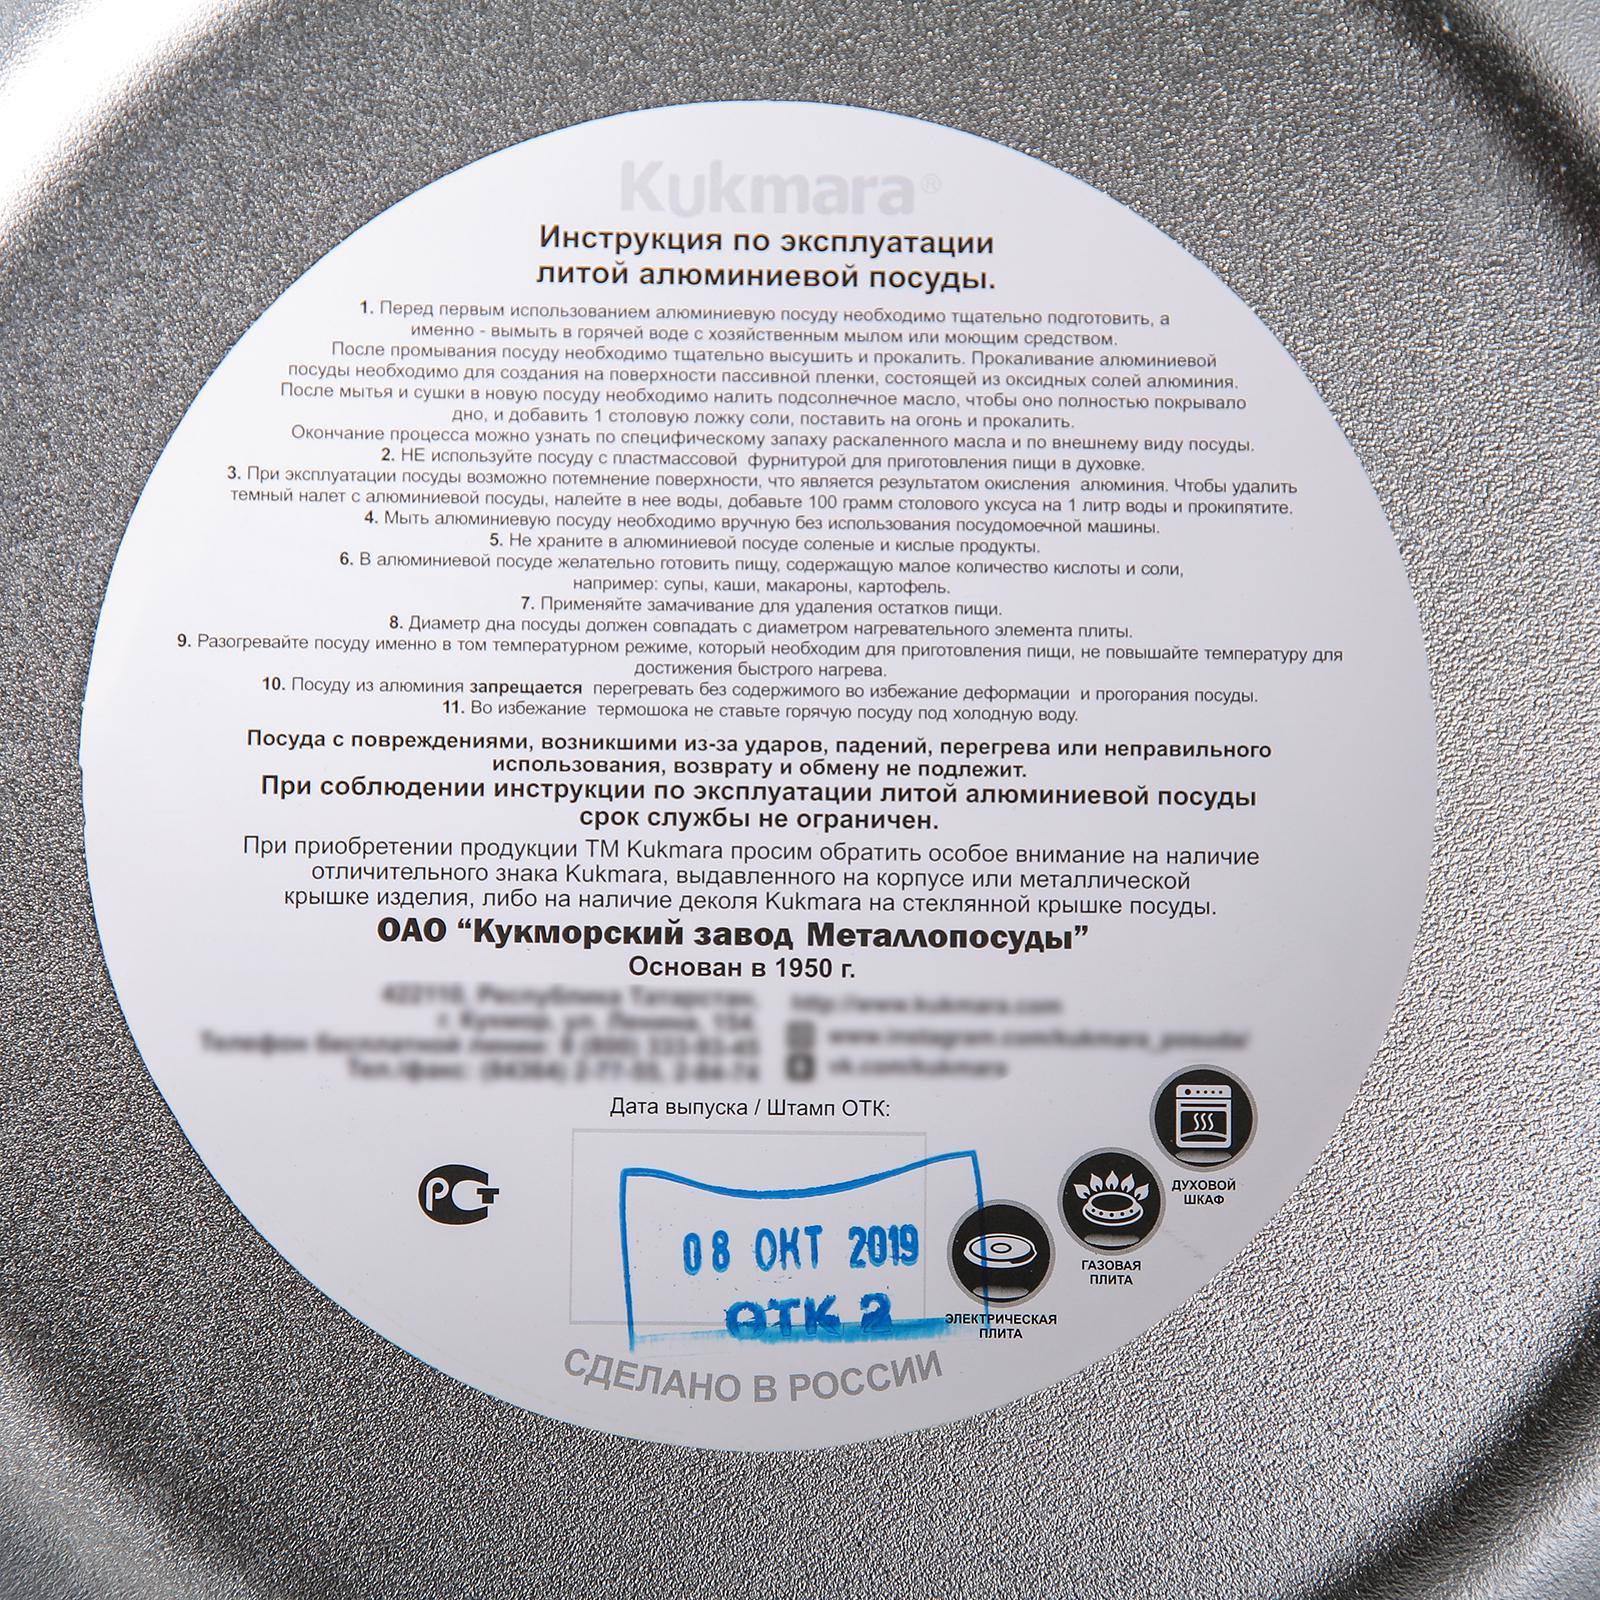 Kukmara®
Инструкция по эксплуатации
литой алюминиевой посуды.
1. Перед первым использованием алюминиевую посуду необходимо тщательно подготовить, а
именно - вымыть в горячей воде с хозяйственным мылом или моющим средством.
После промывания посуду необходимо тщательно высушить и прокалить. Прокаливание алюминиевой
посуды необходимо для создания на поверхности пассивной пленки, состоящей из оксидных солей алюминия.
После мытья и сушки в новую посуду необходимо налить подсолнечное масло, чтобы оно полностью покрывало
дно, и добавить 1 столовую ложку соли, поставить на огонь и прокалить.
Окончание процесса можно узнать по специфическому запаху раскаленного масла и по внешнему виду посуды.
2. НЕ используйте посуду с пластмассовой фурнитурой для приготовления пищи в духовке.
3. При эксплуатации посуды возможно потемнение поверхности, что является результатом окисления алюминия. Чтобы удалить
темный налет с алюминиевой посуды, налейте в нее воды, добавьте 100 грамм столового уксуса на 1 литр воды и прокипятите.
4. Мыть алюминиевую посуду необходимо вручную без использования посудомоечной машины.
5. Не храните в алюминиевой посуде соленые и кислые продукты.
6. В алюминиевой посуде желательно готовить пищу, содержащую малое количество кислоты и соли,
например: супы, каши, макароны, картофель.
7. Применяйте замачивание для удаления остатков пищи.
8. Диаметр дна посуды должен совпадать с диаметром нагревательного элемента плиты.
9. Разогревайте посуду именно в том температурном режиме, который необходим для приготовления пищи, не повышайте температуру для
достижения быстрого нагрева.
10. Посуду из алюминия запрещается перегревать без содержимого во избежание деформации и прогорания посуды.
11. Во избежание термошока не ставьте горячую посуду под холодную воду.
Посуда с повреждениями, возникшими из-за ударов, падений, перегрева или неправильного
использования, возврату и обмену не подлежит.
При соблюдении инструкции по эксплуатации литой алюминиевой посуды
срок службы не ограничен.
При приобретении продукции ТМ Kukmara просим обратить особое внимание на наличие
отличительного знака Kukmara, выдавленного на корпусе или металлической
крышке изделия, либо на наличие деколя Kukmara на стеклянной крышке посуды.
ОАО “Кукморский завод Металлопосуды”
Основан в 1950 г.
Дата выпуска / Штамп ОТК:
РСТ
08 ОКТ 2019
ОТК 2
ДУХОВОЙ
ШКАФ
ГАЗОВАЯ
ПЛИТА
ЭЛЕКТРИЧЕСКАЯ
ПЛИТА
СДЕЛАНО В РОССИИ